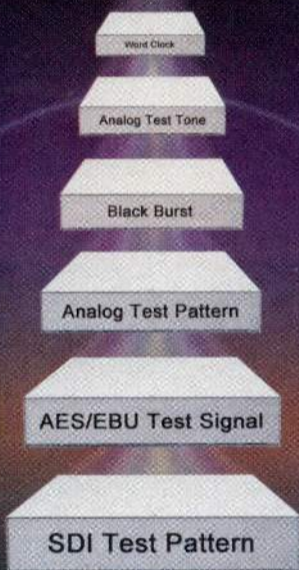 Word Clock
Analog Test Tone
Black Burst
Analog Test Pattern
AES/EBU Test Signal
SDI Test Pattern